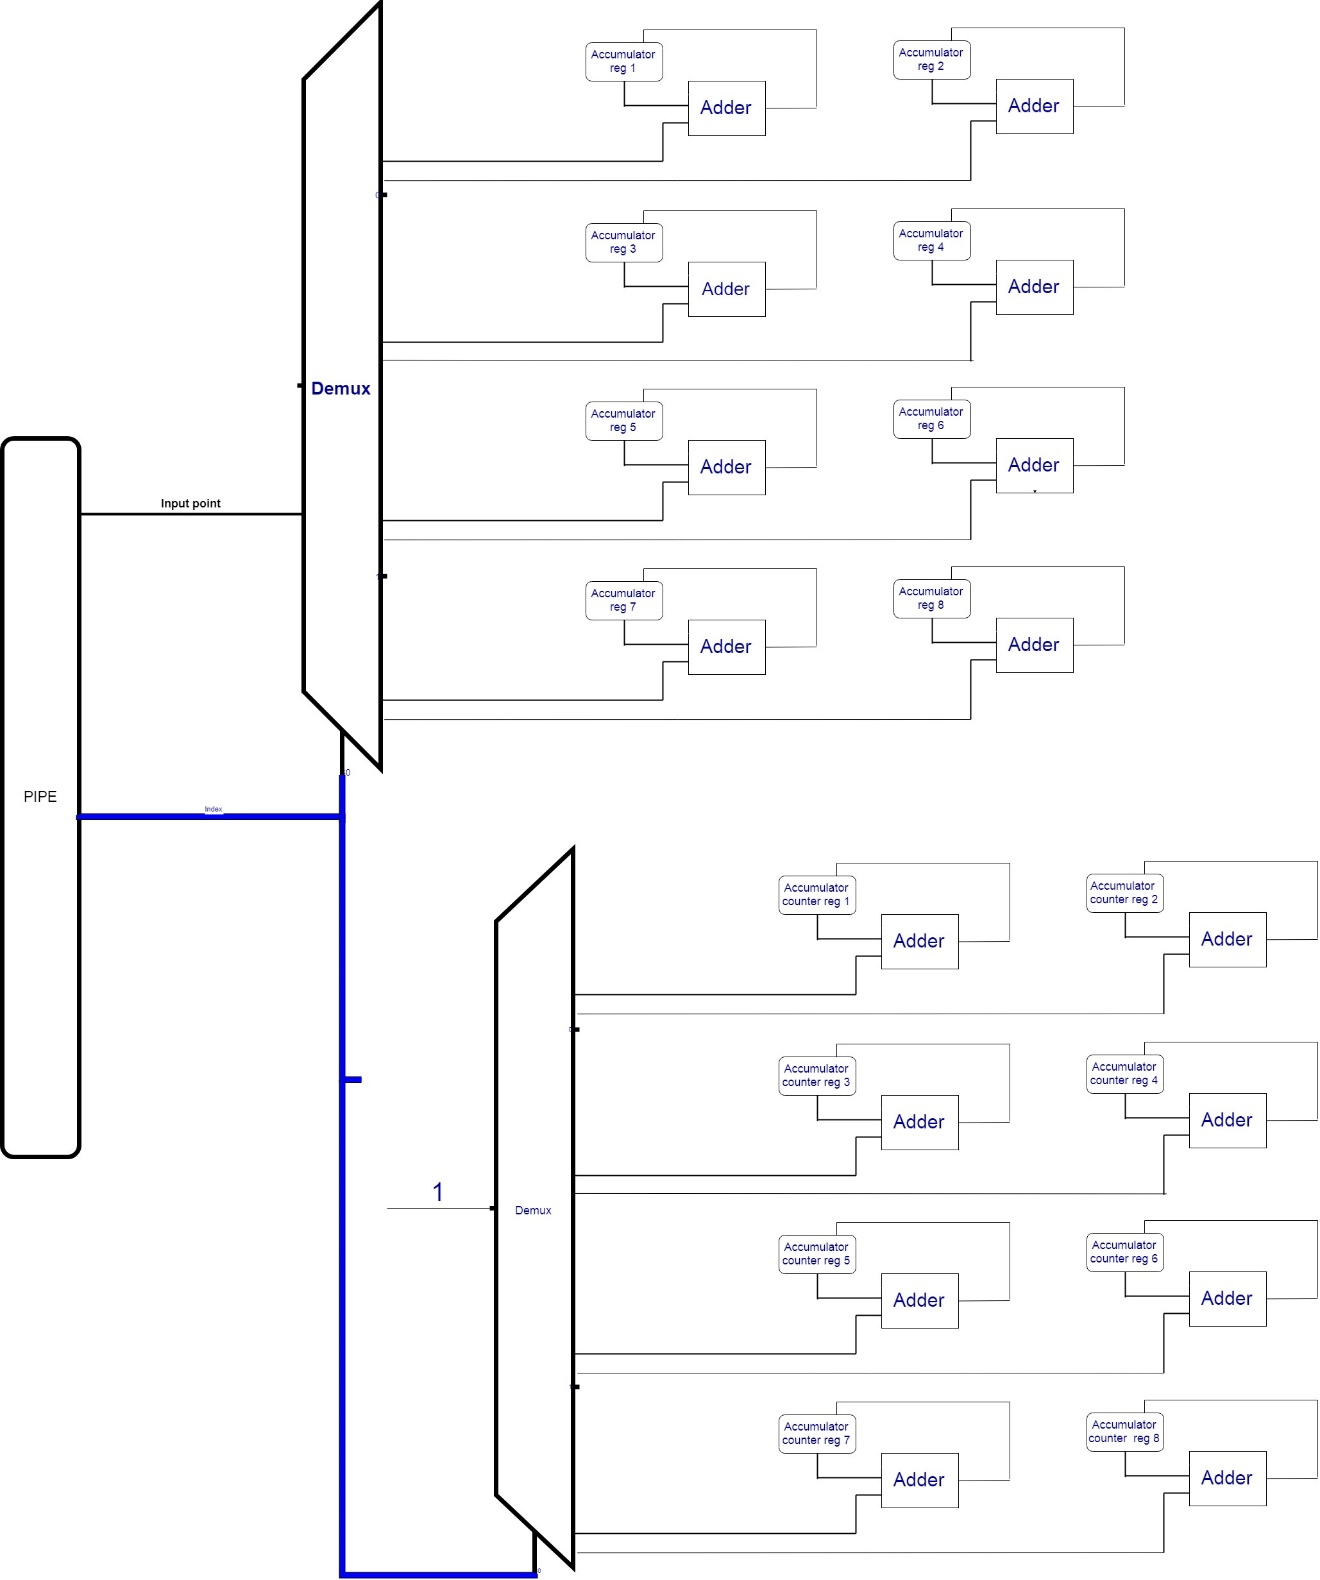 Accumulator
reg 1
Adder
Accumulator
reg 2
Adder
0
Accumulator
reg 3
Adder
Accumulator
reg 4
Adder
Demux
Accumulator
reg 5
Adder
Accumulator
reg 6
Adder
Input point
1
Accumulator
reg 7
Adder
Accumulator
reg 8
Adder
0
PIPE
Index
Accumulator
counter reg 1
Adder
Accumulator
counter reg 2
Adder
Accumulator
counter reg 3
Adder
Accumulator
counter reg 4
Adder
1
Demux
Accumulator
counter reg 5
Adder
Accumulator
counter reg 6
Adder
Accumulator
counter reg 7
Adder
Accumulator
counter  reg 8
Adder
0